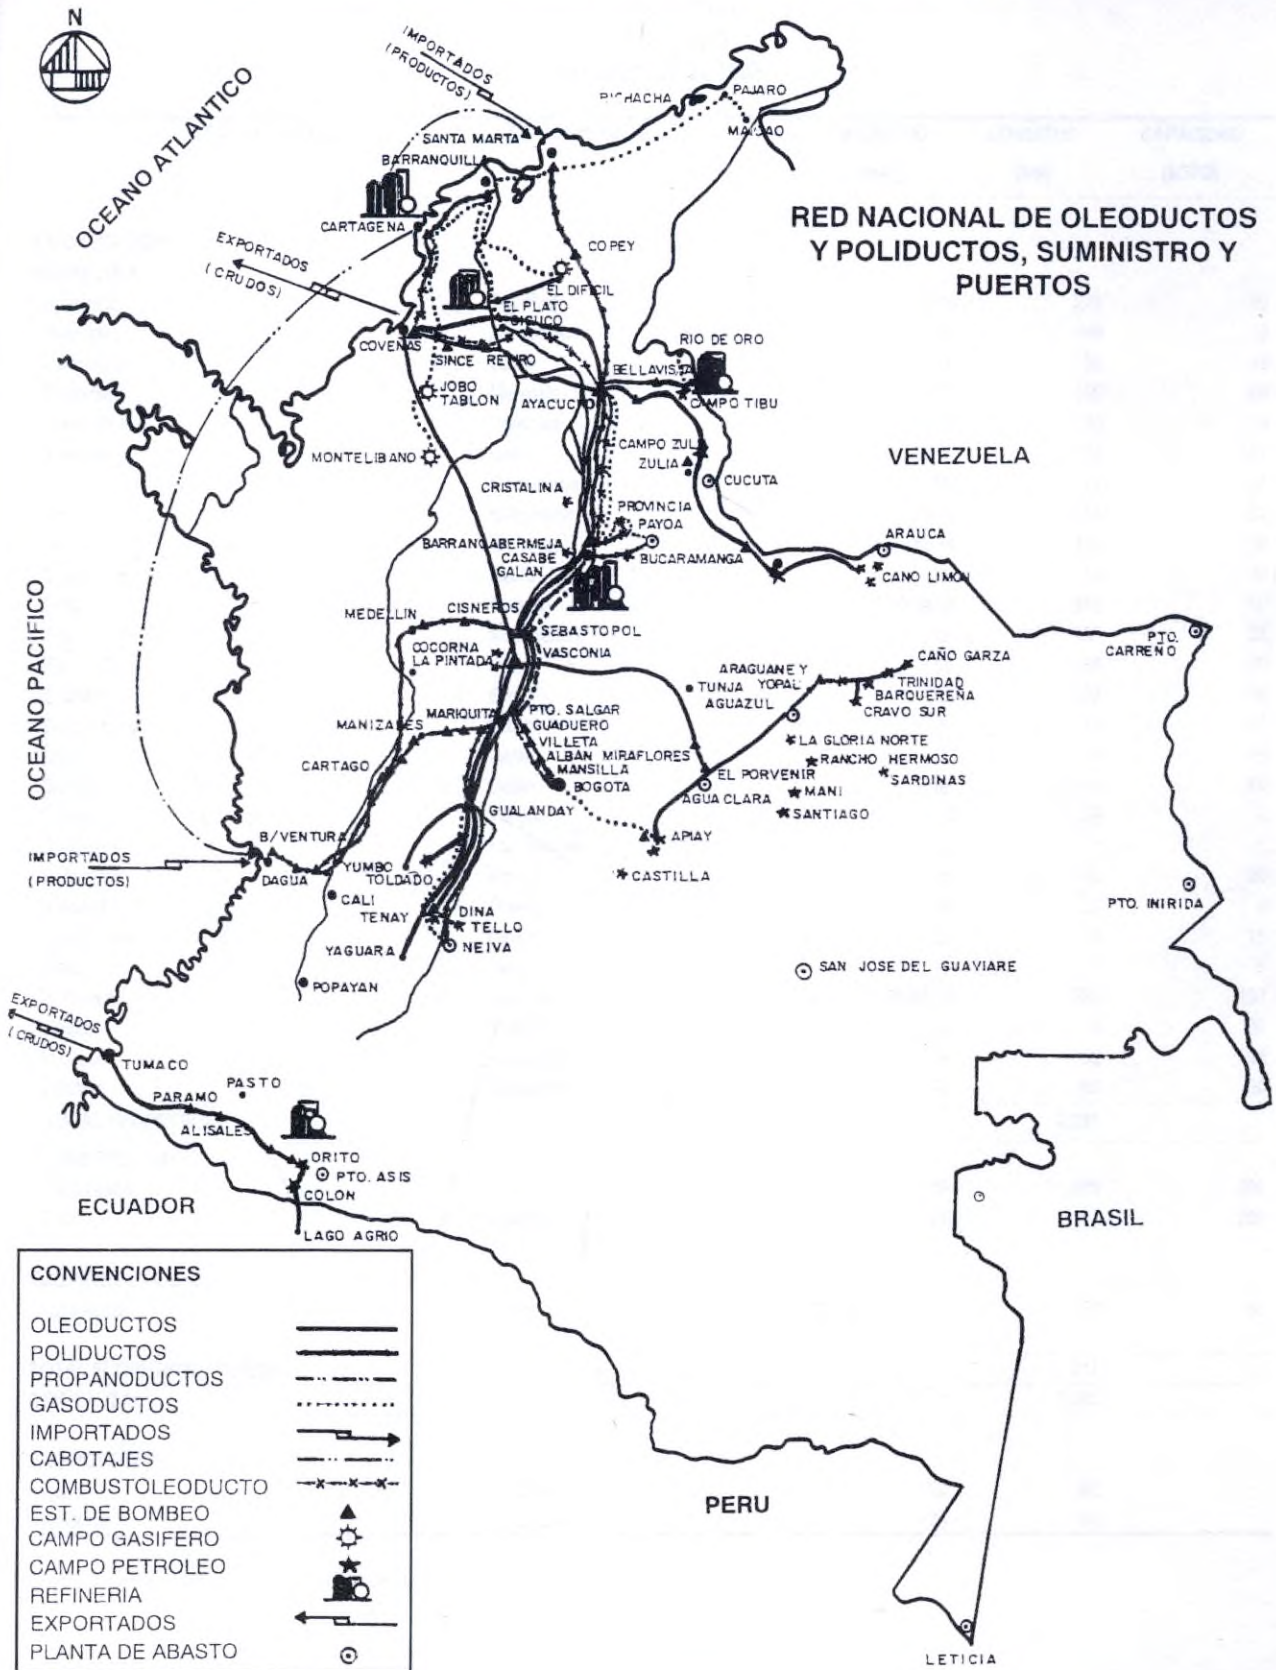 N
IMPORTADOS
(PRODUCTOS)
OCEANO ATLANTICO
PAJARO
MAICAO
SANTA MARTA
BARRANQUILLA
CARTAGENA
RED NACIONAL DE OLEODUCTOS
Y POLIDUCTOS, SUMINISTRO Y
PUERTOS
EXPORTADOS
(CRUDOS)
COPEY
EL DIFICIL
EL PLATO
CICUCO
RIO DE ORO
COVEÑAS
SINCE RETIRO
BELLAVISTA
JOBO
TABLON
AYACUCHO
CAMPO TIBU
MONTELIBANO
CAMPO ZULIA
ZULIA
VENEZUELA
CUCUTA
CRISTALINA
PROVINCIA
PAYOA
BARRANCABERMEJA
CASABE
GALAN
BUCARAMANGA
ARAUCA
CANO LIMON
OCEANO PACIFICO
MEDELLIN
CISNEROS
SEBASTOPOL
PTO.
CARREÑO
COCORNA
LA PINTADA
VASCONIA
ARAGUANEY
CAÑO GARZA
TUNJA
YOPAL
TRINIDAD
AGUAZUL
BARQUEREÑA
CRAVO SUR
MARIQUITA
PTO. SALGAR
MANIZALES
GUADUERO
VILLETA
LA GLORIA NORTE
ALBAN
MIRAFLORES
RANCHO HERMOSO
CARTAGO
MANSILLA
EL PORVENIR
SARDINAS
BOGOTA
AGUACLARA
MANI
GUALANDAY
SANTIAGO
B/VENTURA
APIAY
IMPORTADOS
(PRODUCTOS)
DAGUA
YUMBO
TOLDADO
CASTILLA
CALI
PTO. INIRIDA
TENAY
DINA
TELLO
YAGUARA
NEIVA
SAN JOSE DEL GUAVIARE
POPAYAN
EXPORTADOS
(CRUDOS)
TUMACO
PASTO
PARAMO
ALISALES
ORITO
PTO. ASIS
COLON
ECUADOR
LAGO AGRIO
BRASIL
CONVENCIONES
OLEODUCTOS
POLIDUCTOS
PROPANODUCTOS
GASODUCTOS
IMPORTADOS
CABOTAJES
COMBUSTOLEODUCTO
EST. DE BOMBEO
CAMPO GASIFERO
CAMPO PETROLEO
REFINERIA
EXPORTADOS
PLANTA DE ABASTO
PERU
LETICIA